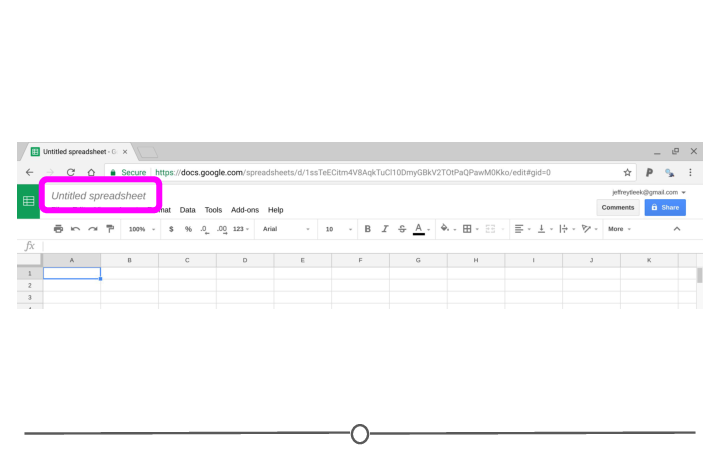 Untitled spreadsheet - G ×
← → Secure https://docs.google.com/spreadsheets/d/1ssTeECitm4V8AqkTuCl10DmyGBkV2TOtPaQPawM0Kko/edit#gid=0
Untitled spreadsheet
jeffreytleek@gmail.com
Data Tools Add-ons Help
Comments Share
100% $ % .0 .00 123 Arial 10 B I S A More
fx
A B C D E F G H I J K
1
2
3